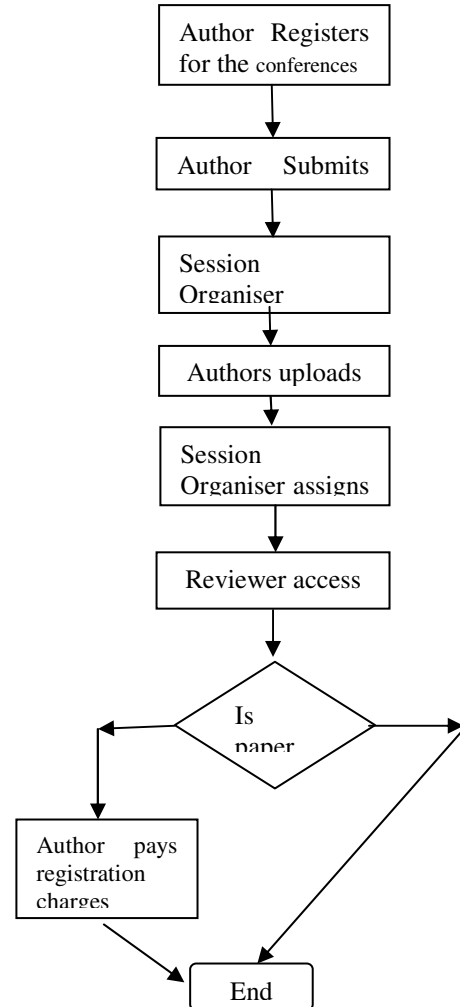 Author Registers
for the conferences
Author Submits
Session
Organiser
Authors uploads
Session
Organiser assigns
Reviewer access
Is
paper
Author pays
registration
charges
End